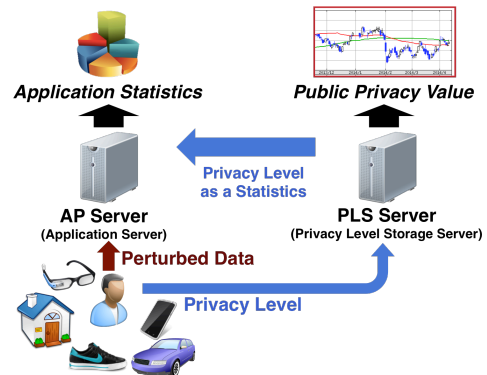 Application Statistics
Public Privacy Value
Privacy Level
as a Statistics
AP Server
(Application Server)
PLS Server
(Privacy Level Storage Server)
Perturbed Data
Privacy Level